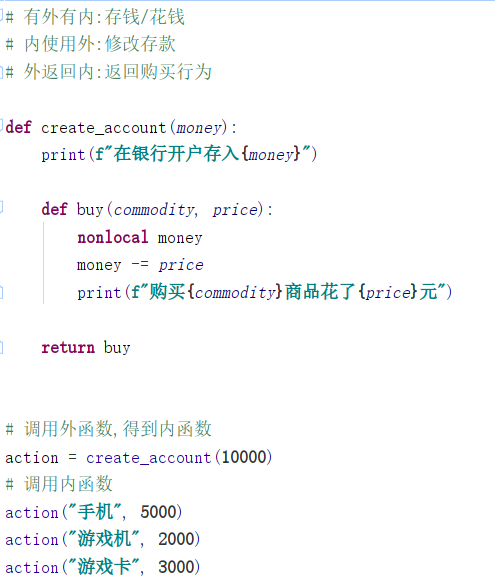 # 有外有内:存钱/花钱
# 内使用外:修改存款
# 外返回内:返回购买行为
def create_account(money):
    print(f"在银行开户存入{money}")
    def buy(commodity, price):
        nonlocal money
        money -= price
        print(f"购买{commodity}商品花了{price}元")
    return buy
# 调用外函数,得到内函数
action = create_account(10000)
# 调用内函数
action("手机", 5000)
action("游戏机", 2000)
action("游戏卡", 3000)